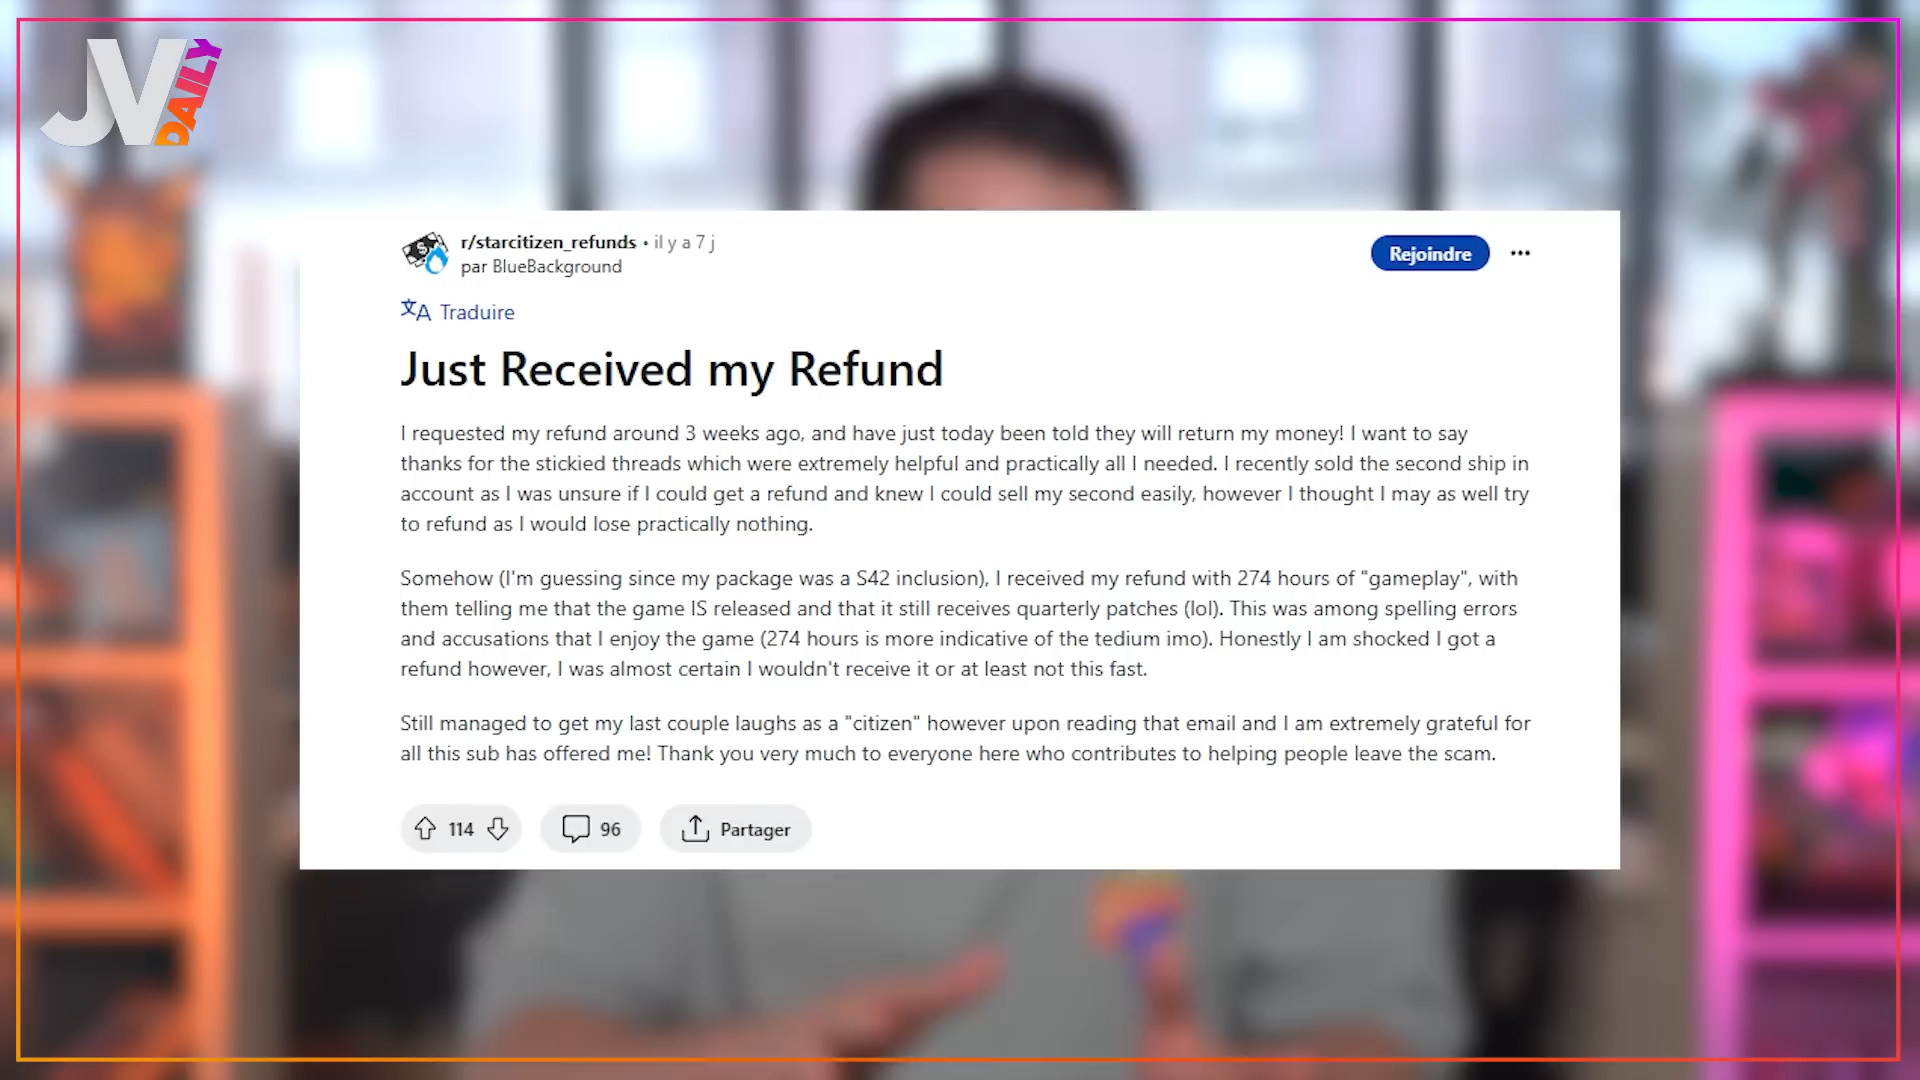 JV DAILY
r/starcitizen_refunds • il y a 7 j
par BlueBackground
Rejoindre
Traduire
Just Received my Refund
I requested my refund around 3 weeks ago, and have just today been told they will return my money! I want to say
thanks for the stickied threads which were extremely helpful and practically all I needed. I recently sold the second ship in
account as I was unsure if I could get a refund and knew I could sell my second easily, however I thought I may as well try
to refund as I would lose practically nothing.
Somehow (I'm guessing since my package was a S42 inclusion), I received my refund with 274 hours of "gameplay", with
them telling me that the game IS released and that it still receives quarterly patches (lol). This was among spelling errors
and accusations that I enjoy the game (274 hours is more indicative of the tedium imo). Honestly I am shocked I got a
refund however, I was almost certain I wouldn't receive it or at least not this fast.
Still managed to get my last couple laughs as a "citizen" however upon reading that email and I am extremely grateful for
all this sub has offered me! Thank you very much to everyone here who contributes to helping people leave the scam.
114
96
Partager